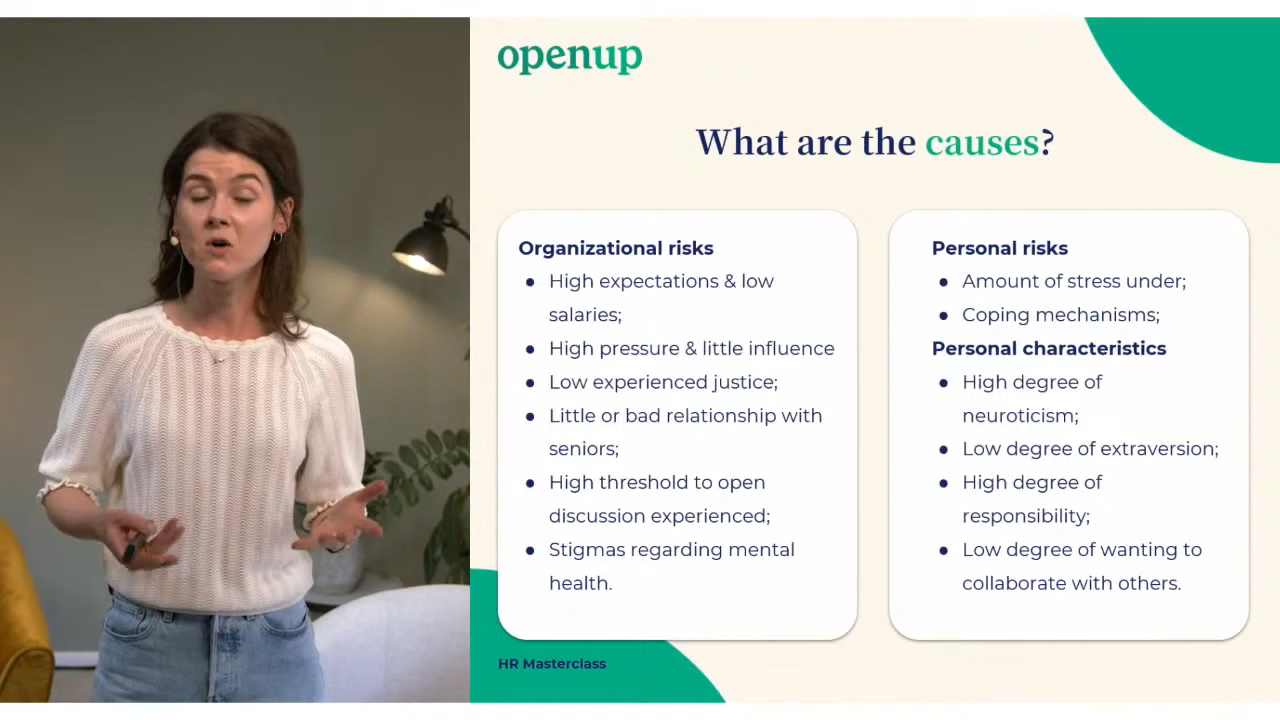 openup
What are the causes?
Organizational risks
● High expectations & low
salaries;
● High pressure & little influence
● Low experienced justice;
● Little or bad relationship with
seniors;
● High threshold to open
discussion experienced;
● Stigmas regarding mental
health.
Personal risks
● Amount of stress under;
● Coping mechanisms;
Personal characteristics
● High degree of
neuroticism;
● Low degree of extraversion;
● High degree of
responsibility;
● Low degree of wanting to
collaborate with others.
HR Masterclass